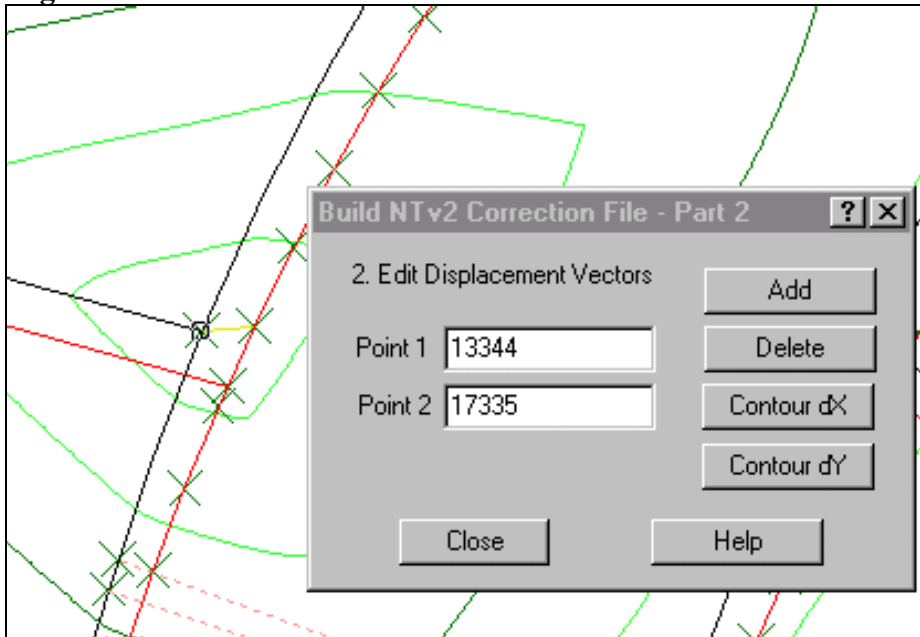 Build NTv2 Correction File - Part 2
2. Edit Displacement Vectors
Add
Point 1 13344
Delete
Point 2 17335
Contour dX
Contour dY
Close
Help